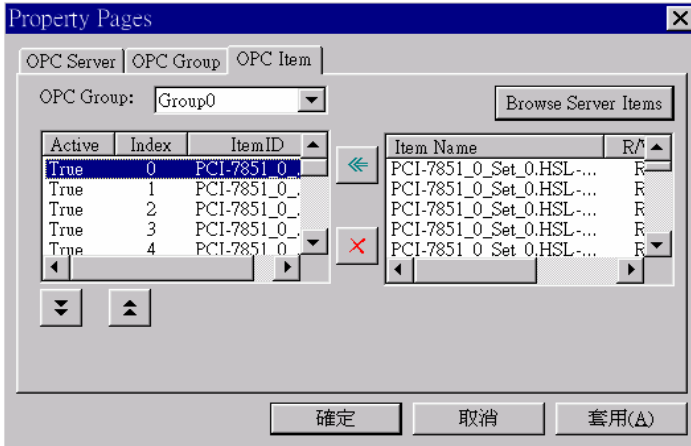 Property Pages
OPC Server OPC Group OPC Item
OPC Group: Group0
Browse Server Items
Active Index ItemID
True 0 PCI-7851_0_.
True 1 PCI-7851_0_.
True 2 PCI-7851_0_.
True 3 PCI-7851_0_.
True 4 PCI-7851_0_
Item Name R/
PCI-7851_0_Set_0.HSL-... R
PCI-7851_0_Set_0.HSL-... R
PCI-7851_0_Set_0.HSL-... R
PCI-7851_0_Set_0.HSL-... R
PCI-7851_0_Set_0.HSL-... R
確定 取消 套用(A)